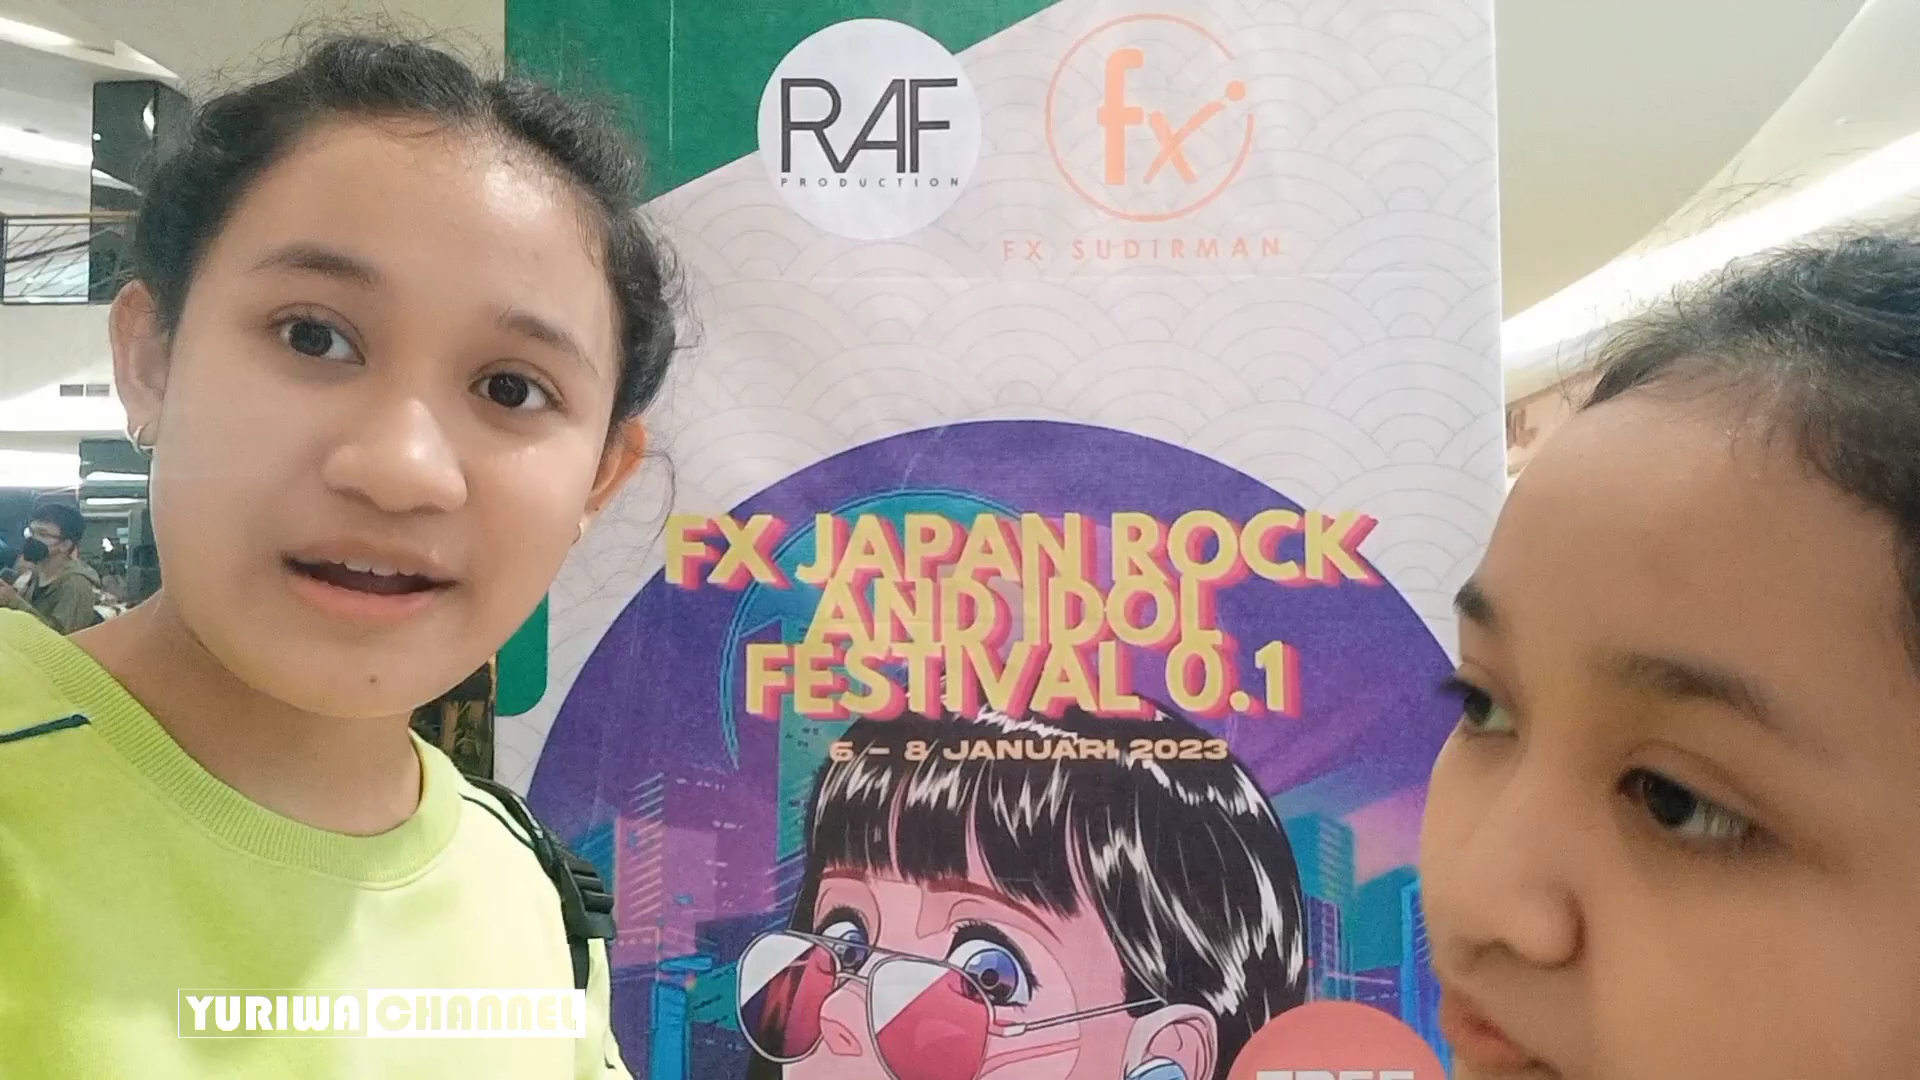 RAF
PRODUCTION
fx
FX SUDIRMAN
FX JAPAN ROCK
AND IDOL
FESTIVAL 0.1
6 - 8 JANUARI 2023
YURIWA CHANNEL